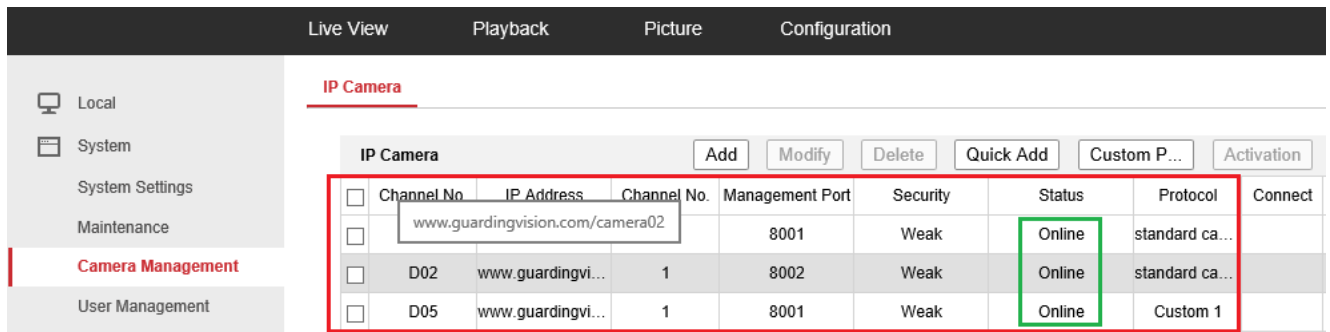 Live View Playback Picture Configuration
IP Camera
Local
System
System Settings
Maintenance
Camera Management
User Management
IP Camera Add Modify Delete Quick Add Custom P... Activation
Channel No IP Address Channel No. Management Port Security Status Protocol Connect
www.guardingvision.com/camera02
8001 Weak Online standard ca...
D02 www.guardingvi... 1 8002 Weak Online standard ca...
D05 www.guardingvi... 1 8001 Weak Online Custom 1